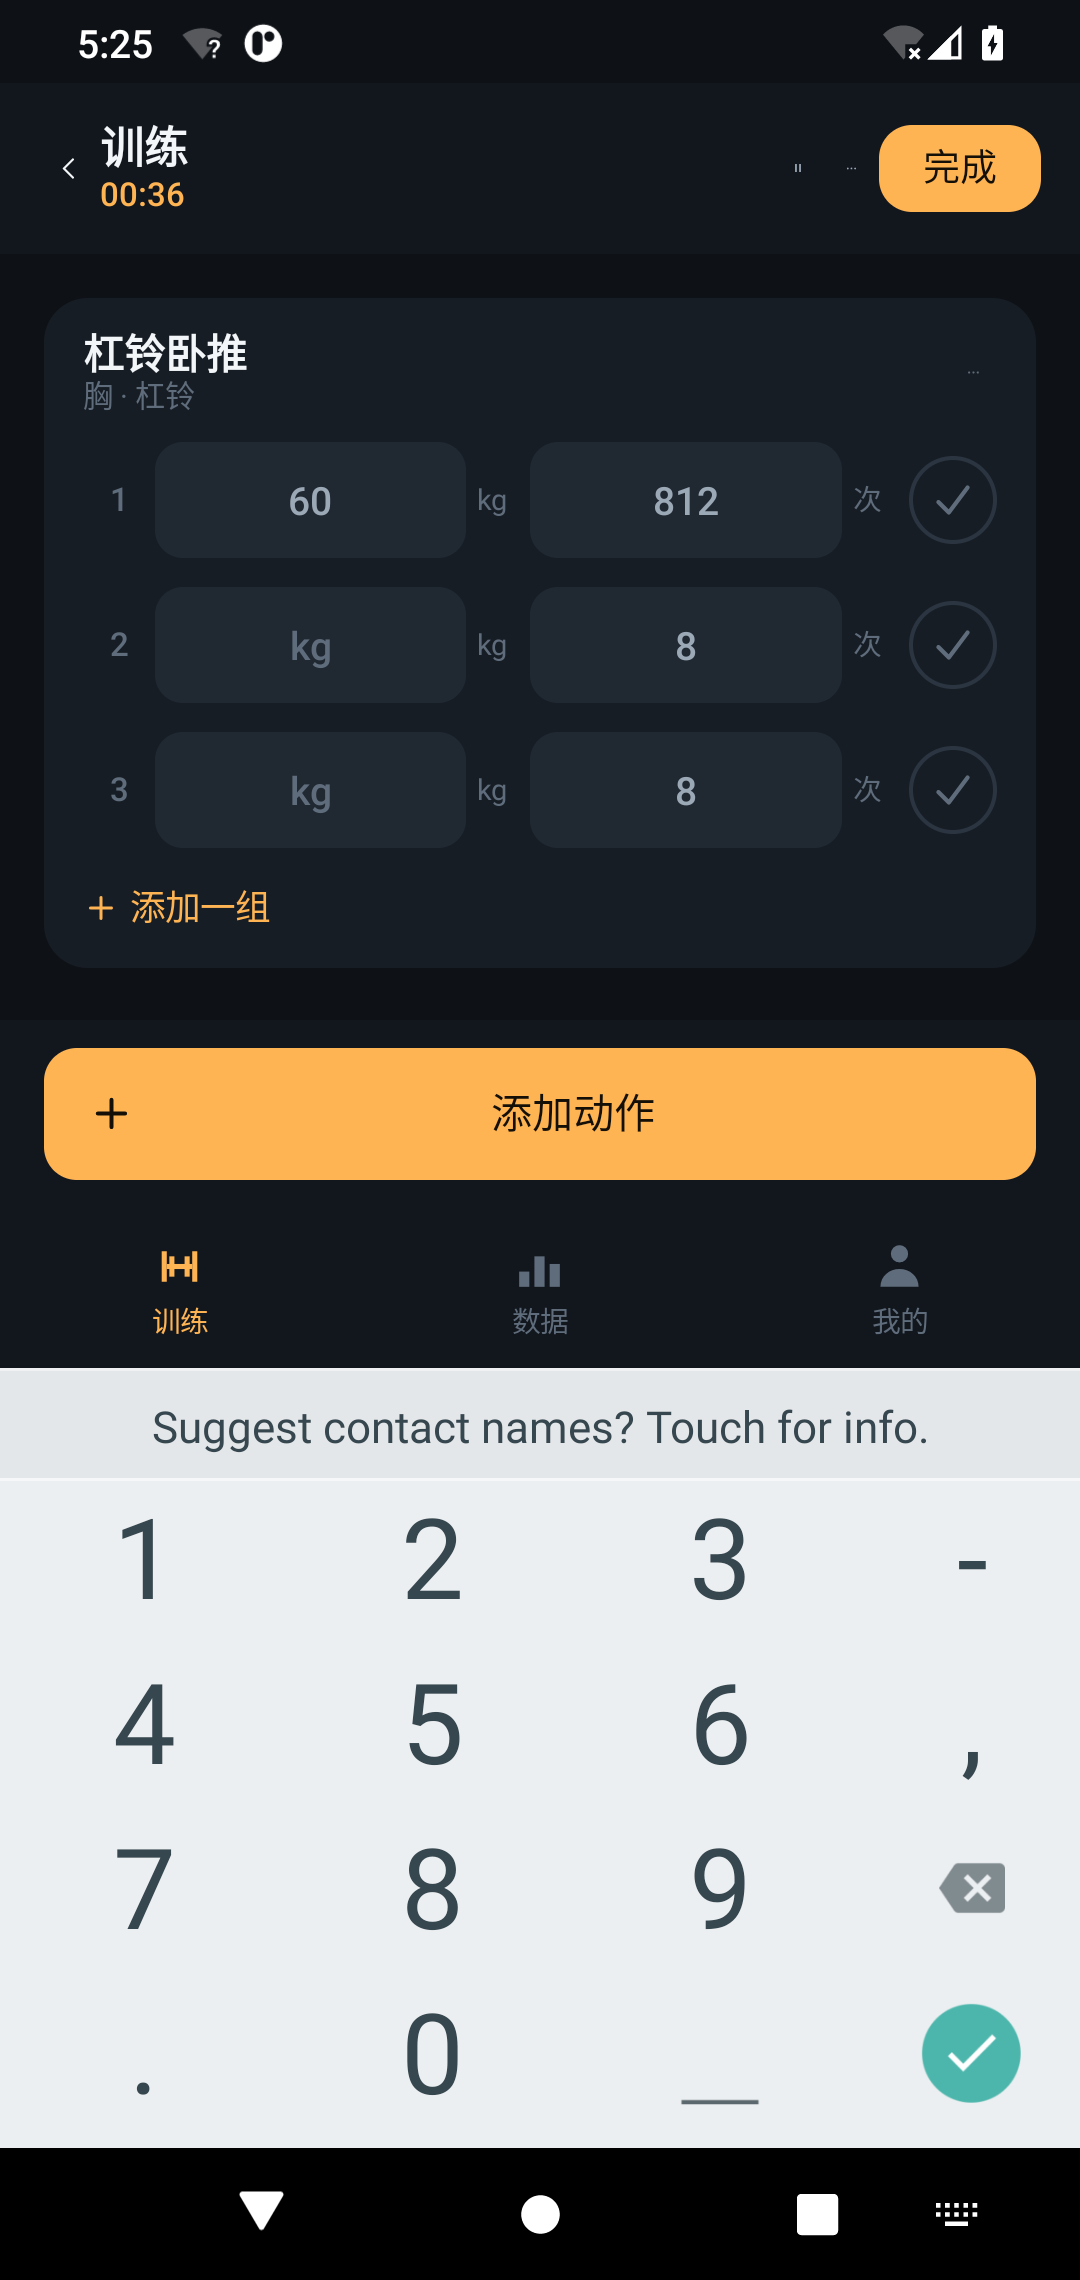 5:25
训练
00:36
完成
杠铃卧推
胸 · 杠铃
1 60 kg 812 次
2 kg kg 8 次
3 kg kg 8 次
+ 添加一组
+ 添加动作
训练 数据 我的
Suggest contact names? Touch for info.
1 2 3 -
4 5 6 ,
7 8 9
. 0 _